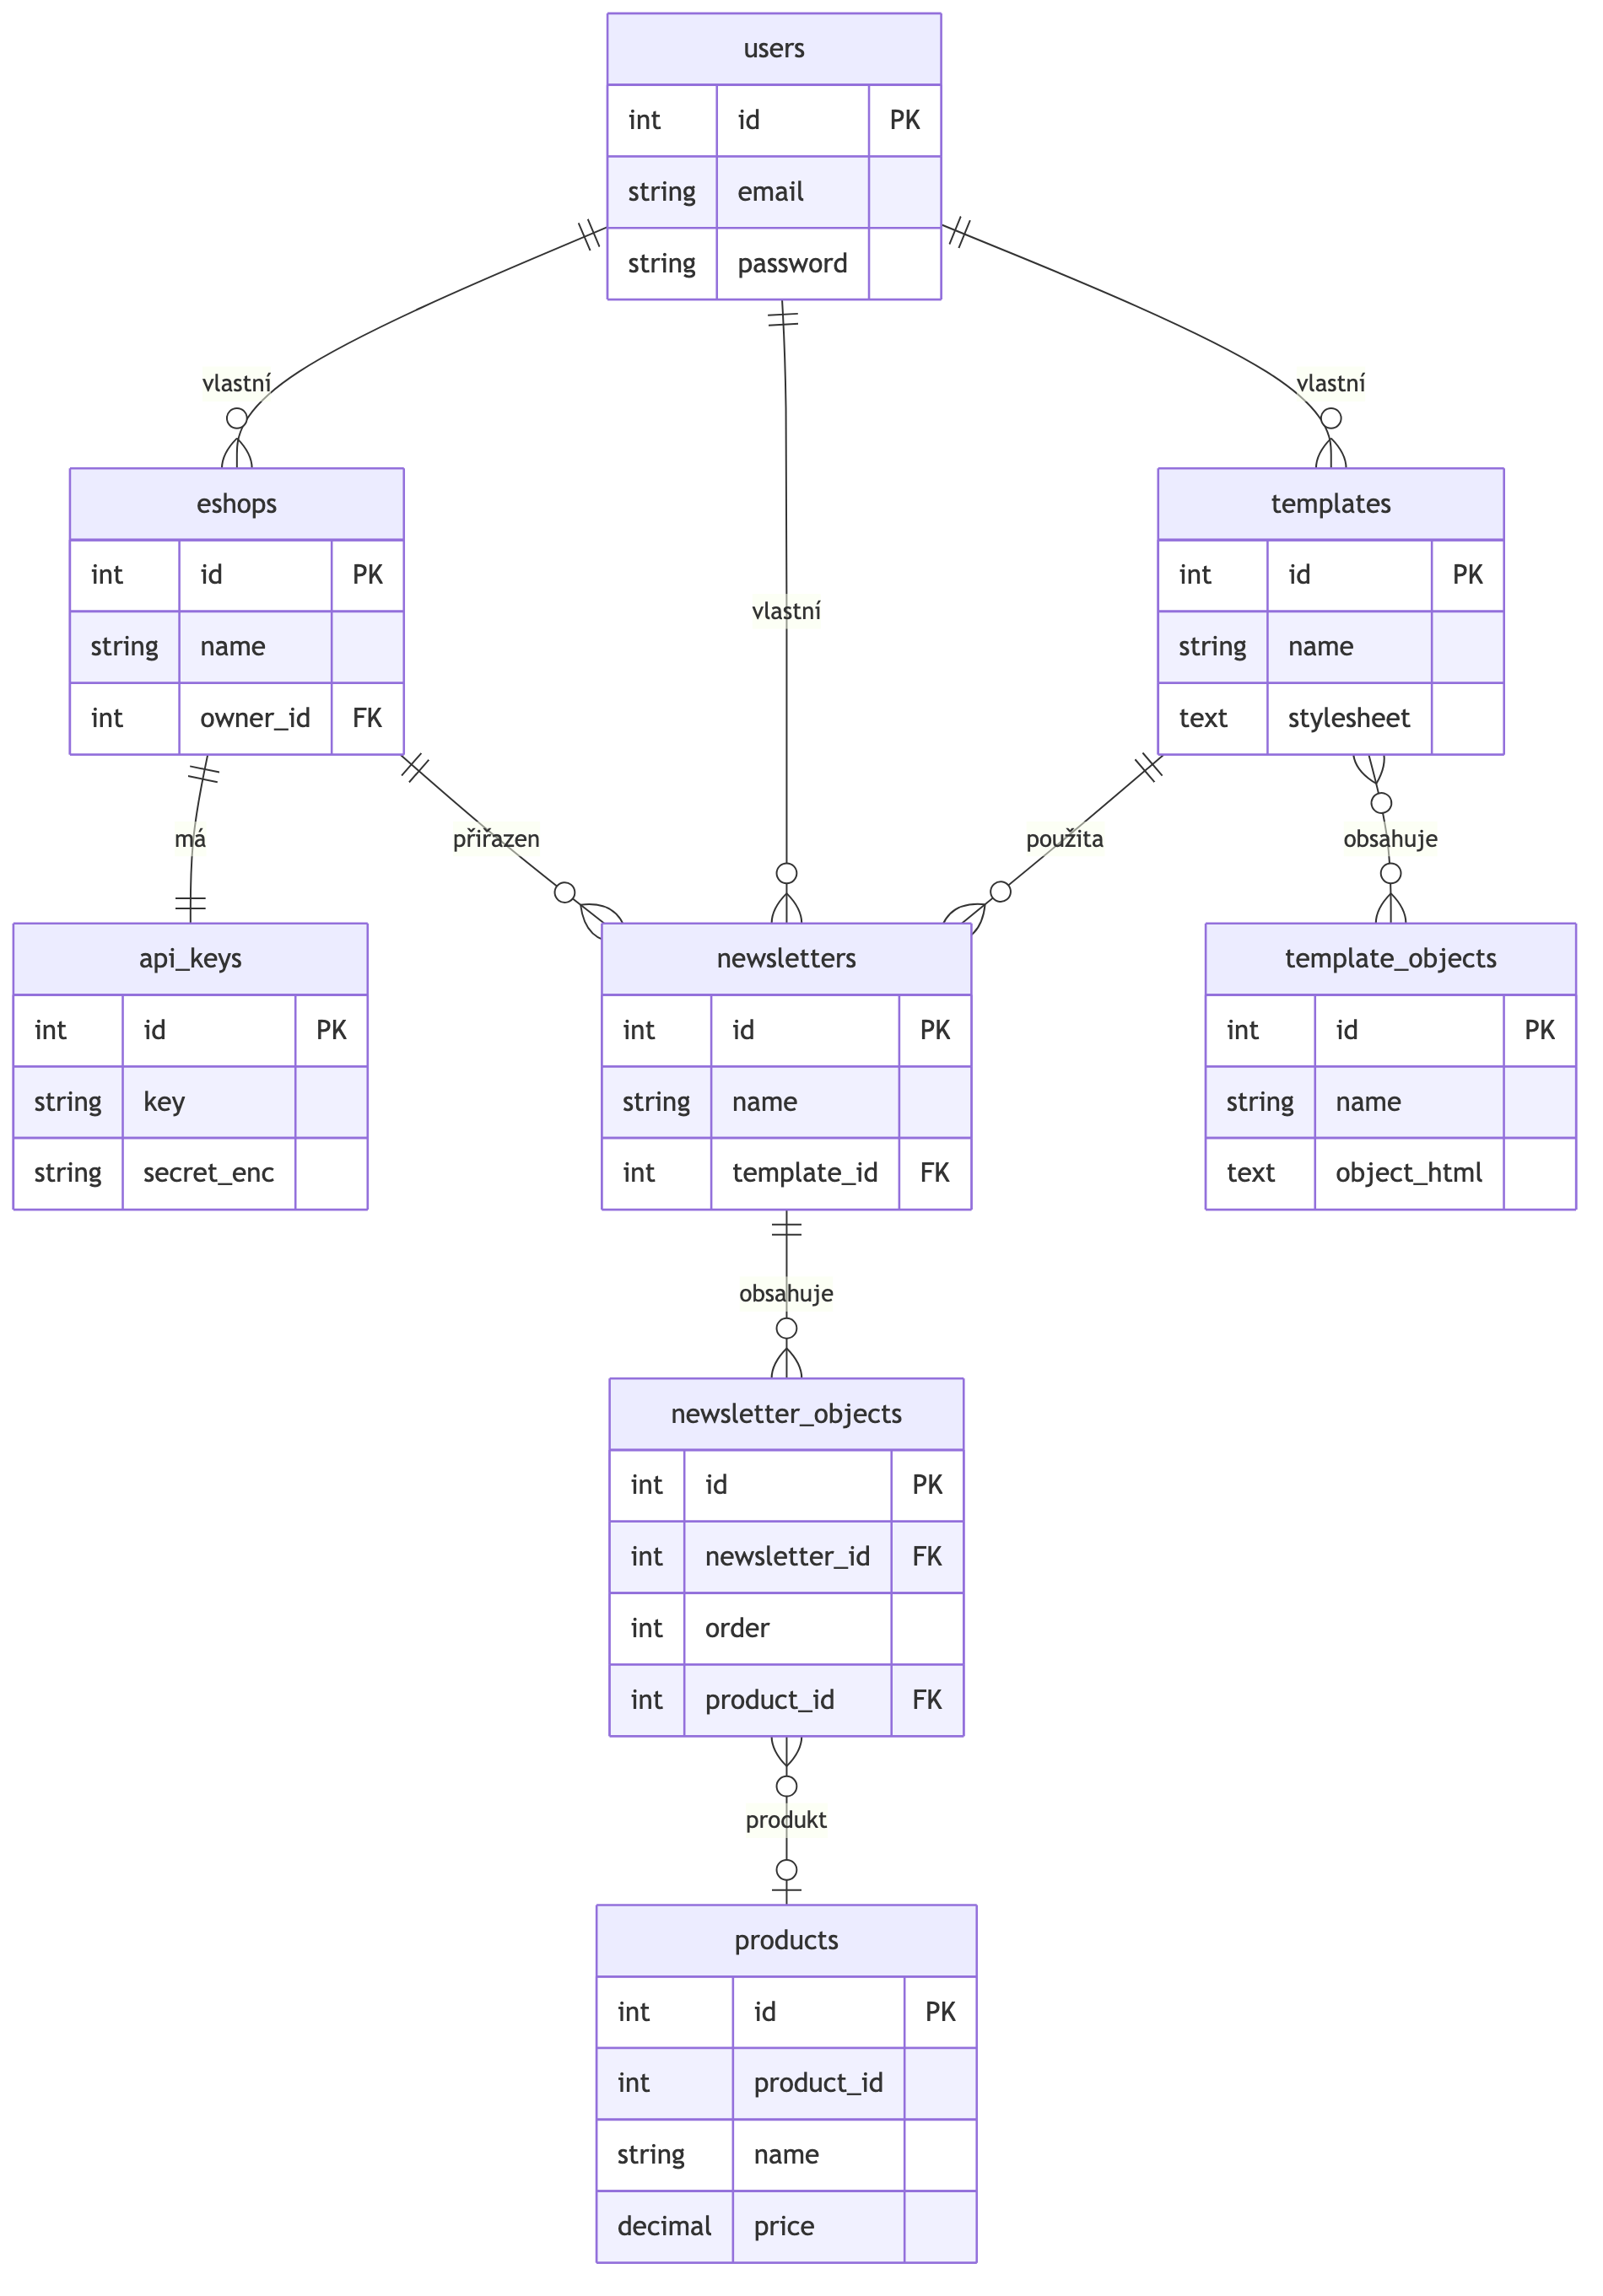 users
int id PK
string email
string password
vlastní
vlastní
vlastní
eshops
int id PK
string name
int owner_id FK
templates
int id PK
string name
text stylesheet
má
přiřazen
použita
obsahuje
api_keys
int id PK
string key
string secret_enc
newsletters
int id PK
string name
int template_id FK
template_objects
int id PK
string name
text object_html
obsahuje
newsletter_objects
int id PK
int newsletter_id FK
int order
int product_id FK
produkt
products
int id PK
int product_id
string name
decimal price